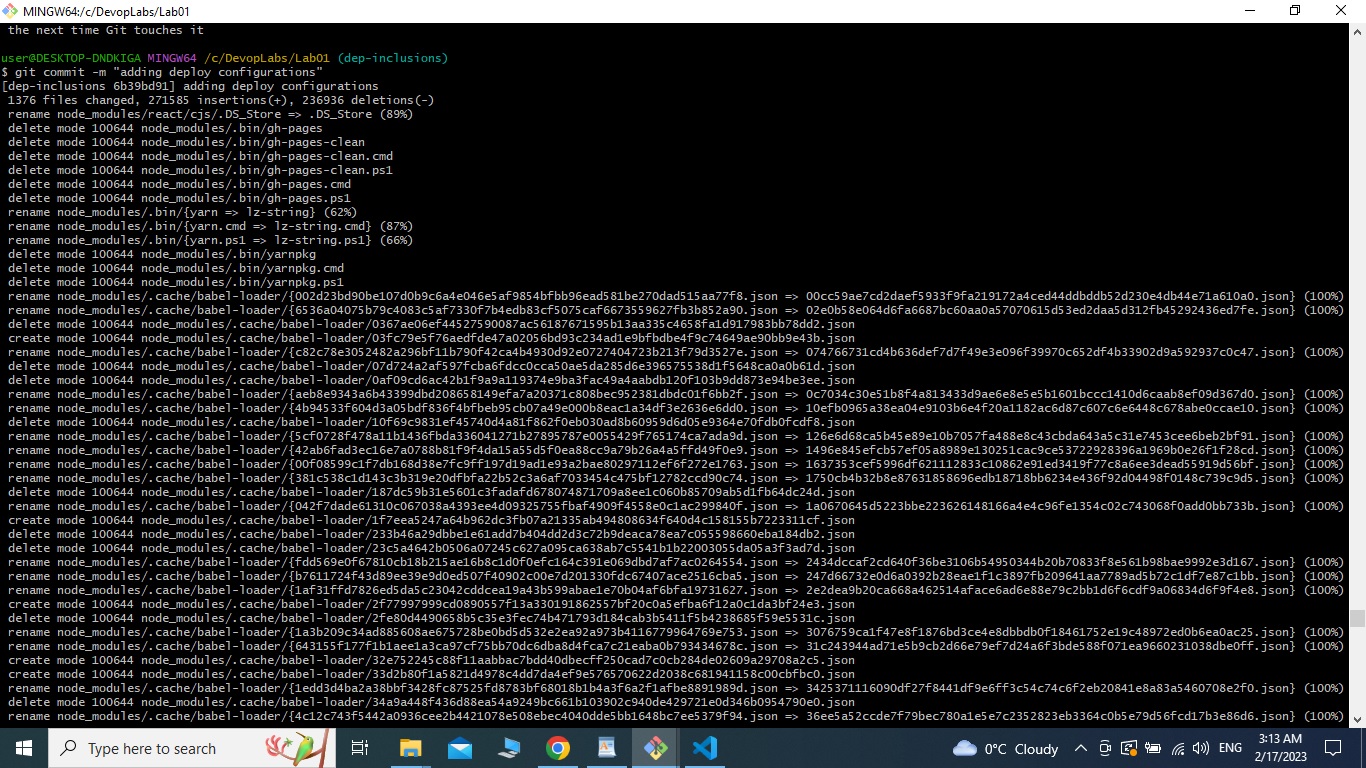 MINGW64:/c/DevopLabs/Lab01
the next time Git touches it
user@DESKTOP-DNDKIGA MINGW64 /c/DevopLabs/Lab01 (dep-inclusions)
$ git commit -m "adding deploy configurations"
[dep-inclusions 6b39bd91] adding deploy configurations
1376 files changed, 271585 insertions(+), 236936 deletions(-)
rename node_modules/react/cjs/.DS_Store => .DS_Store (89%)
delete mode 100644 node_modules/.bin/gh-pages
delete mode 100644 node_modules/.bin/gh-pages-clean
delete mode 100644 node_modules/.bin/gh-pages-clean.cmd
delete mode 100644 node_modules/.bin/gh-pages-clean.ps1
delete mode 100644 node_modules/.bin/gh-pages.cmd
delete mode 100644 node_modules/.bin/gh-pages.ps1
rename node_modules/.bin/{yarn => lz-string} (62%)
rename node_modules/.bin/{yarn.cmd => lz-string.cmd} (87%)
rename node_modules/.bin/{yarn.ps1 => lz-string.ps1} (66%)
delete mode 100644 node_modules/.bin/yarnpkg
delete mode 100644 node_modules/.bin/yarnpkg.cmd
delete mode 100644 node_modules/.bin/yarnpkg.ps1
rename node_modules/.cache/babel-loader/{002d23bd90be107d0b9c6a4e046e5af9854bfbb96ead581be270dad515aa77f8.json => 00cc59ae7cd2daef5933f9fa219172a4ced44ddbddb52d230e4db44e71a610a0.json} (100%)
rename node_modules/.cache/babel-loader/{6536a04075b79c4083c5af7330f7b4edb83cf5075caf6673559627fb3b852a90.json => 02e0b58e064d6fa6687bc60aa0a57070615d53ed2daa5d312fb45292436ed7fe.json} (100%)
delete mode 100644 node_modules/.cache/babel-loader/0367ae06ef44527590087ac56187671595b13aa335c4658fa1d917983bb78dd2.json
create mode 100644 node_modules/.cache/babel-loader/03fc79e5f76aedfde47a02056bd93c234ad1e9bfbdbe4f9c74649ae90bb9e43b.json
rename node_modules/.cache/babel-loader/{c82c78e3052482a296bf11b790f42ca4b4930d92e0727404723b213f79d3527e.json => 074766731cd4b636def7d7f49e3e096f39970c652df4b33902d9a592937c0c47.json} (100%)
delete mode 100644 node_modules/.cache/babel-loader/07d724a2af597fcba6fdcc0cca50ae5da285d6e396575538d1f5648ca0a0b61d.json
delete mode 100644 node_modules/.cache/babel-loader/0af09cd6ac42b1f9a9a119374e9ba3fac49a4aabdb120f103b9dd873e94be3ee.json
rename node_modules/.cache/babel-loader/{aeb8e9343a6b43399dbd208658149efa7a20371c808bec952381dbdc01f6bb2f.json => 0c7034c30e51b8f4a813433d9ae6e8e5e5b1601bccc1410d6caab8ef09d367d0.json} (100%)
rename node_modules/.cache/babel-loader/{4b94533f604d3a05bdf836f4bfbeb95cb07a49e000b8eac1a34df3e2636e6dd0.json => 10efb0965a38ea04e9103b6e4f20a1182ac6d87c607c6e6448c678abe0ccae10.json} (100%)
delete mode 100644 node_modules/.cache/babel-loader/10f69c9831ef45740d4a81f862f0eb030ad8b60959d6d05e9364e70fdb0fcdf8.json
rename node_modules/.cache/babel-loader/{5cf0728f478a11b1436fbda336041271b27895787e0055429f765174ca7ada9d.json => 126e6d68ca5b45e89e10b7057fa488e8c43cbda643a5c31e7453cee6beb2bf91.json} (100%)
rename node_modules/.cache/babel-loader/{42ab6fad3ec16e7a0788b81f9f4da15a55d5f0ea88cc9a79b26a4a5ffd49f0e9.json => 1496e845efcb57ef05a8989e130251cac9ce53722928396a1969b0e26f1f28cd.json} (100%)
rename node_modules/.cache/babel-loader/{00f08599c1f7db168d38e7fc9ff197d19ad1e93a2bae80297112ef6f272e1763.json => 1637353cef5996df621112833c10862e91ed3419f77c8a6ee3dead55919d56bf.json} (100%)
rename node_modules/.cache/babel-loader/{381c538c1d143c3b319e20dfbfa22b52c3a6af7033454c475bf12782ccd90c74.json => 1750cb4b32b8e87631858696edb18718bb6234e436f92d04498f0148c739c9d5.json} (100%)
delete mode 100644 node_modules/.cache/babel-loader/187dc59b31e5601c3fadafd678074871709a8ee1c060b85709ab5d1fb64dc24d.json
rename node_modules/.cache/babel-loader/{042f7dade61310c067038a4393ee4d09325755fbaf4909f4558e0c1ac299840f.json => 1a0670645d5223bbe223626148166a4e4c96fe1354c02c743068f0add0bb733b.json} (100%)
create mode 100644 node_modules/.cache/babel-loader/1f7eea5247a64b962dc3fb07a21335ab494808634f640d4c158155b7223311cf.json
delete mode 100644 node_modules/.cache/babel-loader/233b46a29dbbe1e61add7b404dd2d3c72b9deaca78ea7c055598660eba184db2.json
delete mode 100644 node_modules/.cache/babel-loader/23c5a4642b0506a07245c627a095ca638ab7c5541b1b22003055da05a3f3ad7d.json
rename node_modules/.cache/babel-loader/{fdd569e0f67810cb18b215ae16b8c1d0f0efc164c391e069dbd7af7ac0264554.json => 2434dccaf2cd640f36be3106b54950344b20b70833f8e561b98bae9992e3d167.json} (100%)
rename node_modules/.cache/babel-loader/{b7611724f43d89ee39e9d0ed507f40902c00e7d201330fdc67407ace2516cba5.json => 247d66732e0d6a0392b28eae1f1c3897fb209641aa7789ad5b72c1df7e87c1bb.json} (100%)
rename node_modules/.cache/babel-loader/{1af31ffd7826ed5da5c23042cddcea19a43b599abae1e70b04af6bfa19731627.json => 2e2dea9b20ca668a462514aface6ad6e88e79c2bb1d6f6cdf9a06834d6f9f4e8.json} (100%)
create mode 100644 node_modules/.cache/babel-loader/2f77997999cd0890557f13a330191862557bf20c0a5efba6f12a0c1da3bf24e3.json
delete mode 100644 node_modules/.cache/babel-loader/2fe80d4490658b5c35e3fec74b471793d184cab3b5411f5b4238685f59e5531c.json
rename node_modules/.cache/babel-loader/{1a3b209c34ad885608ae675728be0bd5d532e2ea92a973b4116779964769e753.json => 3076759ca1f47e8f1876bd3ce4e8dbbdb0f18461752e19c48972ed0b6ea0ac25.json} (100%)
rename node_modules/.cache/babel-loader/{643155f177f1b1aee1a3ca97cf75bb70dc6dba8d4fca7c21eaba0b793434678c.json => 31c243944ad71e5b9cb2d66e79ef7d24a6f3bde588f071ea9660231038dbe0ff.json} (100%)
create mode 100644 node_modules/.cache/babel-loader/32e752245c88f11aabbac7bdd40dbecff250cad7c0cb284de02609a29708a2c5.json
create mode 100644 node_modules/.cache/babel-loader/33d2b80f1a5821d4978c4dd7da4ef9e576570622d2038c681941158c00cbfbc0.json
rename node_modules/.cache/babel-loader/{1edd3d4ba2a38bbf3428fc87525fd8783bf68018b1b4a3f6a2f1afbe8891989d.json => 3425371116090df27f8441df9e6ff3c54c74c6f2eb20841e8a83a5460708e2f0.json} (100%)
delete mode 100644 node_modules/.cache/babel-loader/34a9a448f436d88ea54a9249bc661b103902c940de429721e0d346b0954790e0.json
rename node_modules/.cache/babel-loader/{4c12c743f5442a0936cee2b4421078e508ebec4040dde5bb1648bc7ee5379f94.json => 36ee5a52ccde7f79bec780a1e5e7c2352823eb3364c0b5e79d56fcd17b3e86d6.json} (100%)
Type here to search
0°C Cloudy
ENG
3:13 AM
2/17/2023